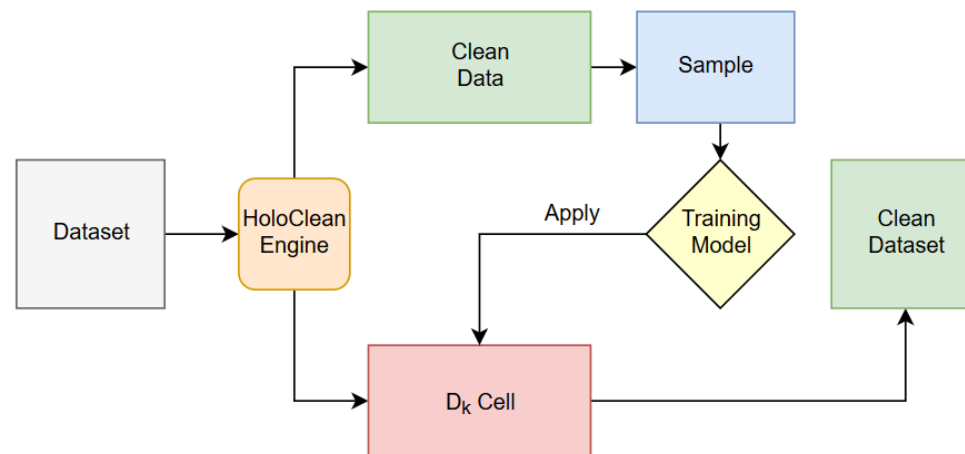 Clean
Data
Sample
Dataset
HoloClean
Engine
Apply
Training
Model
Clean
Dataset
Dₖ Cell